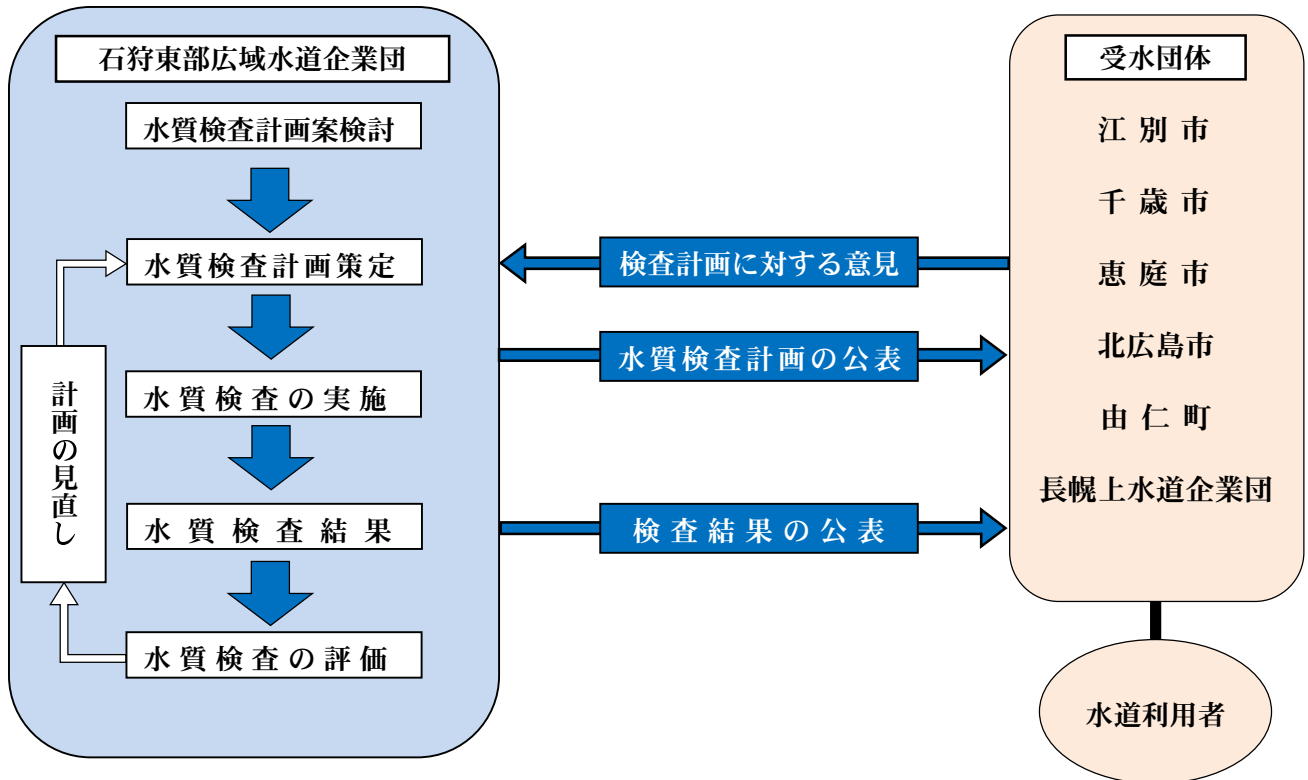 石狩東部広域水道企業団
水質検査計画案検討
水質検査計画策定
水質検査の実施
水質検査結果
水質検査の評価
計画の見直し
検査計画に対する意見
水質検査計画の公表
検査結果の公表
受水団体
江別市
千歳市
恵庭市
北広島市
由仁町
長幌上水道企業団
水道利用者